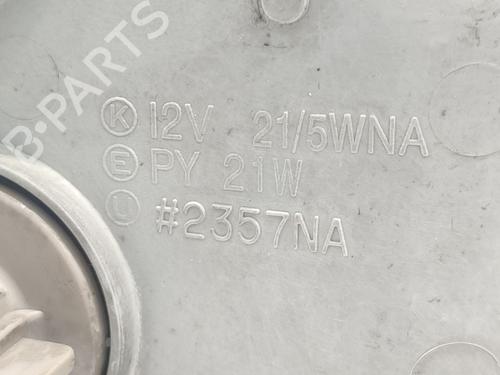 B-PARTS
K 12V 21/5WNA
E PY 21W
U #2357NA